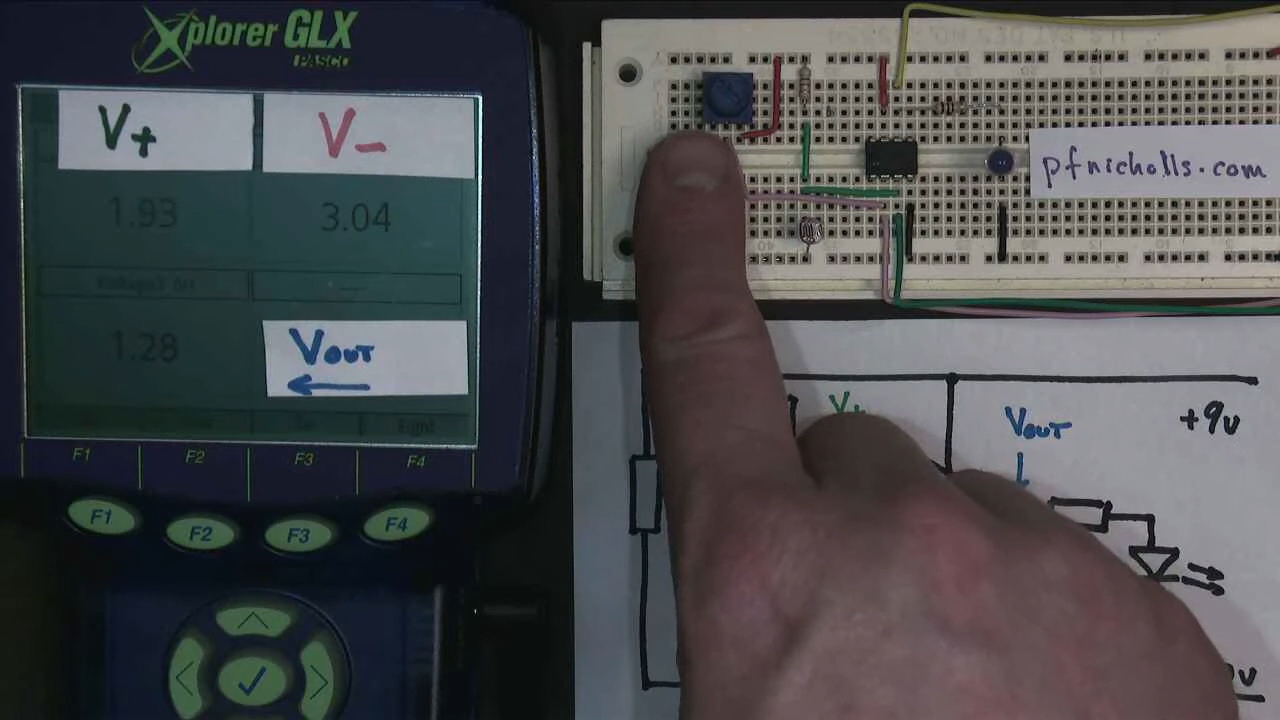 Xplorer GLX
PASCO
V+
V-
1.93
3.04
1.28
VOUT
Eight
F1
F2
F3
F4
F1
F2
F3
F4
pfnicholls.com
V+
VOUT
+9v